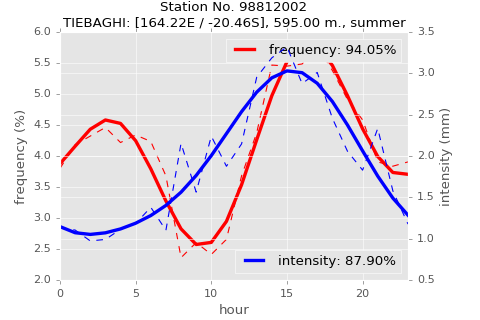 Station No. 98812002
TIEBAGHI: [164.22E / -20.46S], 595.00 m., summer
frequency: 94.05%
intensity: 87.90%
frequency (%)
6.0
5.5
5.0
4.5
4.0
3.5
3.0
2.5
2.0
intensity (mm)
3.5
3.0
2.5
2.0
1.5
1.0
0.5
0 5 10 15 20
hour